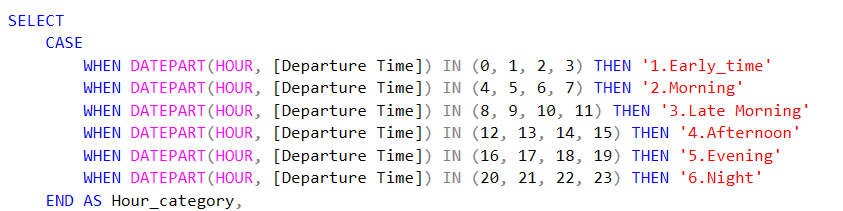 SELECT
CASE
WHEN DATEPART(HOUR, [Departure Time]) IN (0, 1, 2, 3) THEN '1.Early_time'
WHEN DATEPART(HOUR, [Departure Time]) IN (4, 5, 6, 7) THEN '2.Morning'
WHEN DATEPART(HOUR, [Departure Time]) IN (8, 9, 10, 11) THEN '3.Late Morning'
WHEN DATEPART(HOUR, [Departure Time]) IN (12, 13, 14, 15) THEN '4.Afternoon'
WHEN DATEPART(HOUR, [Departure Time]) IN (16, 17, 18, 19) THEN '5.Evening'
WHEN DATEPART(HOUR, [Departure Time]) IN (20, 21, 22, 23) THEN '6.Night'
END AS Hour_category,